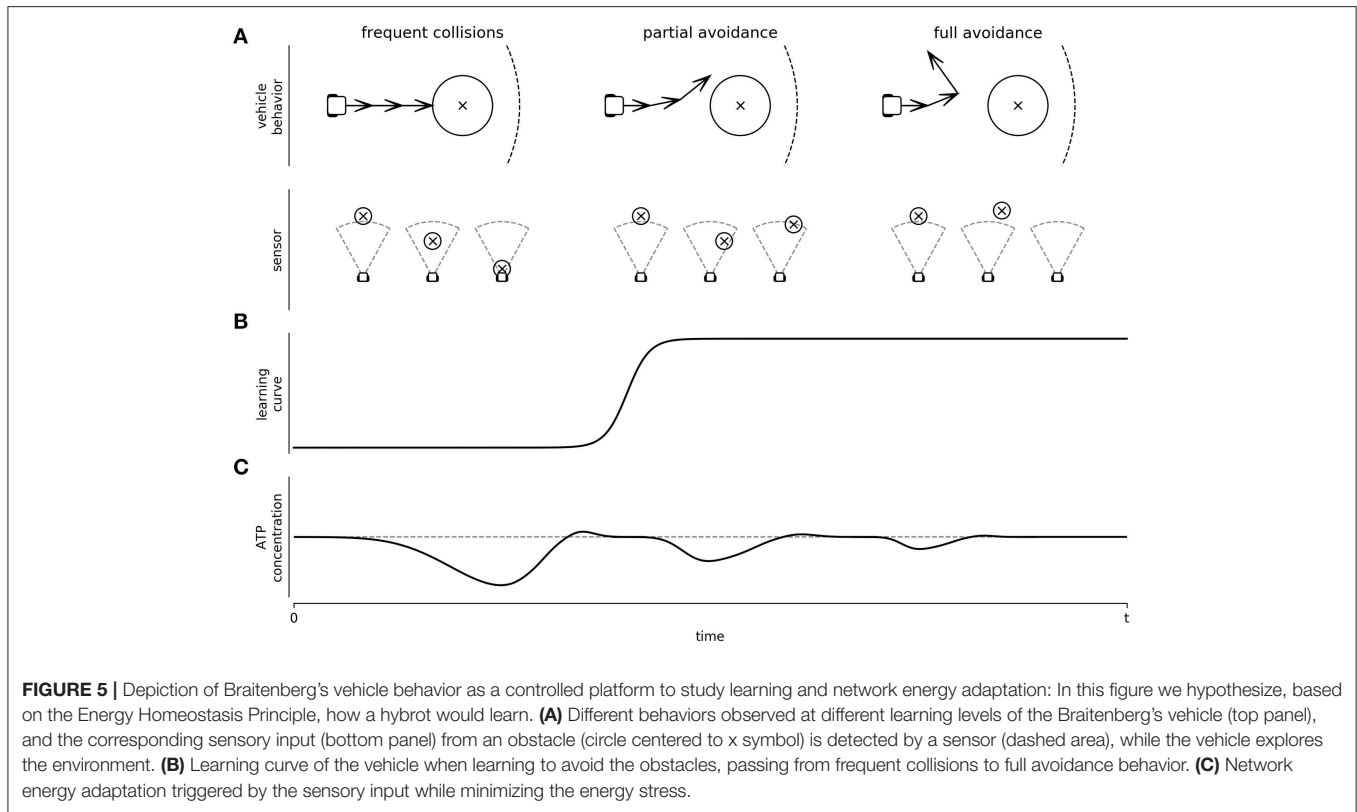 A
frequent collisions
partial avoidance
full avoidance
vehicle
behavior
sensor
B
learning
curve
C
ATP
concentration
0
t
time
FIGURE 5 | Depiction of Braitenberg's vehicle behavior as a controlled platform to study learning and network energy adaptation: In this figure we hypothesize, based
on the Energy Homeostasis Principle, how a hybrot would learn. (A) Different behaviors observed at different learning levels of the Braitenberg's vehicle (top panel),
and the corresponding sensory input (bottom panel) from an obstacle (circle centered to x symbol) is detected by a sensor (dashed area), while the vehicle explores
the environment. (B) Learning curve of the vehicle when learning to avoid the obstacles, passing from frequent collisions to full avoidance behavior. (C) Network
energy adaptation triggered by the sensory input while minimizing the energy stress.